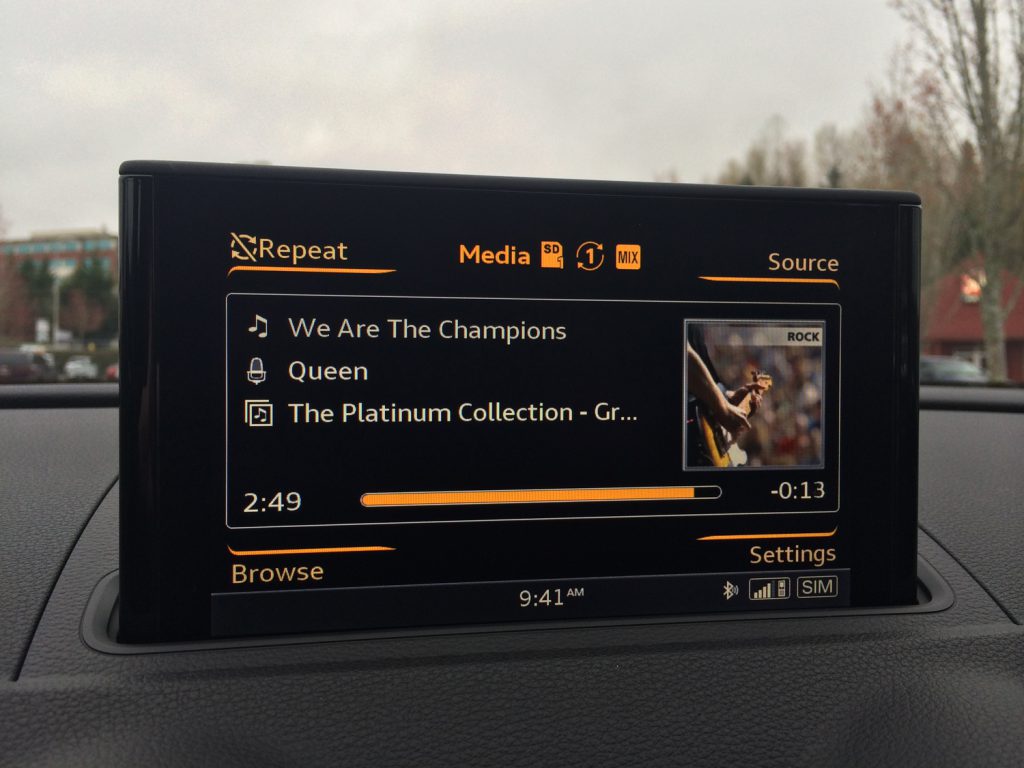 Repeat
Media SD 1 MIX
Source
We Are The Champions
Queen
The Platinum Collection - Gr...
ROCK
2:49
-0:13
Browse
Settings
9:41 AM
SIM